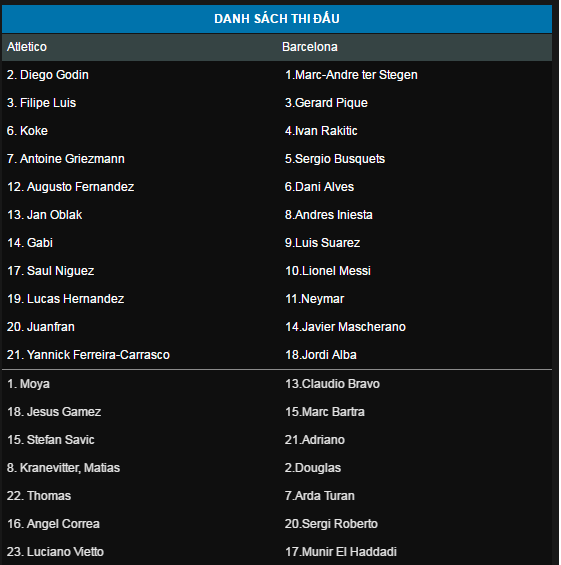 DANH SÁCH THI ĐẤU
Atletico Barcelona
2. Diego Godin 1.Marc-Andre ter Stegen
3. Filipe Luis 3.Gerard Pique
6. Koke 4.Ivan Rakitic
7. Antoine Griezmann 5.Sergio Busquets
12. Augusto Fernandez 6.Dani Alves
13. Jan Oblak 8.Andres Iniesta
14. Gabi 9.Luis Suarez
17. Saul Niguez 10.Lionel Messi
19. Lucas Hernandez 11.Neymar
20. Juanfran 14.Javier Mascherano
21. Yannick Ferreira-Carrasco 18.Jordi Alba
1. Moya 13.Claudio Bravo
18. Jesus Gamez 15.Marc Bartra
15. Stefan Savic 21.Adriano
8. Kranevitter, Matias 2.Douglas
22. Thomas 7.Arda Turan
16. Angel Correa 20.Sergi Roberto
23. Luciano Vietto 17.Munir El Haddadi